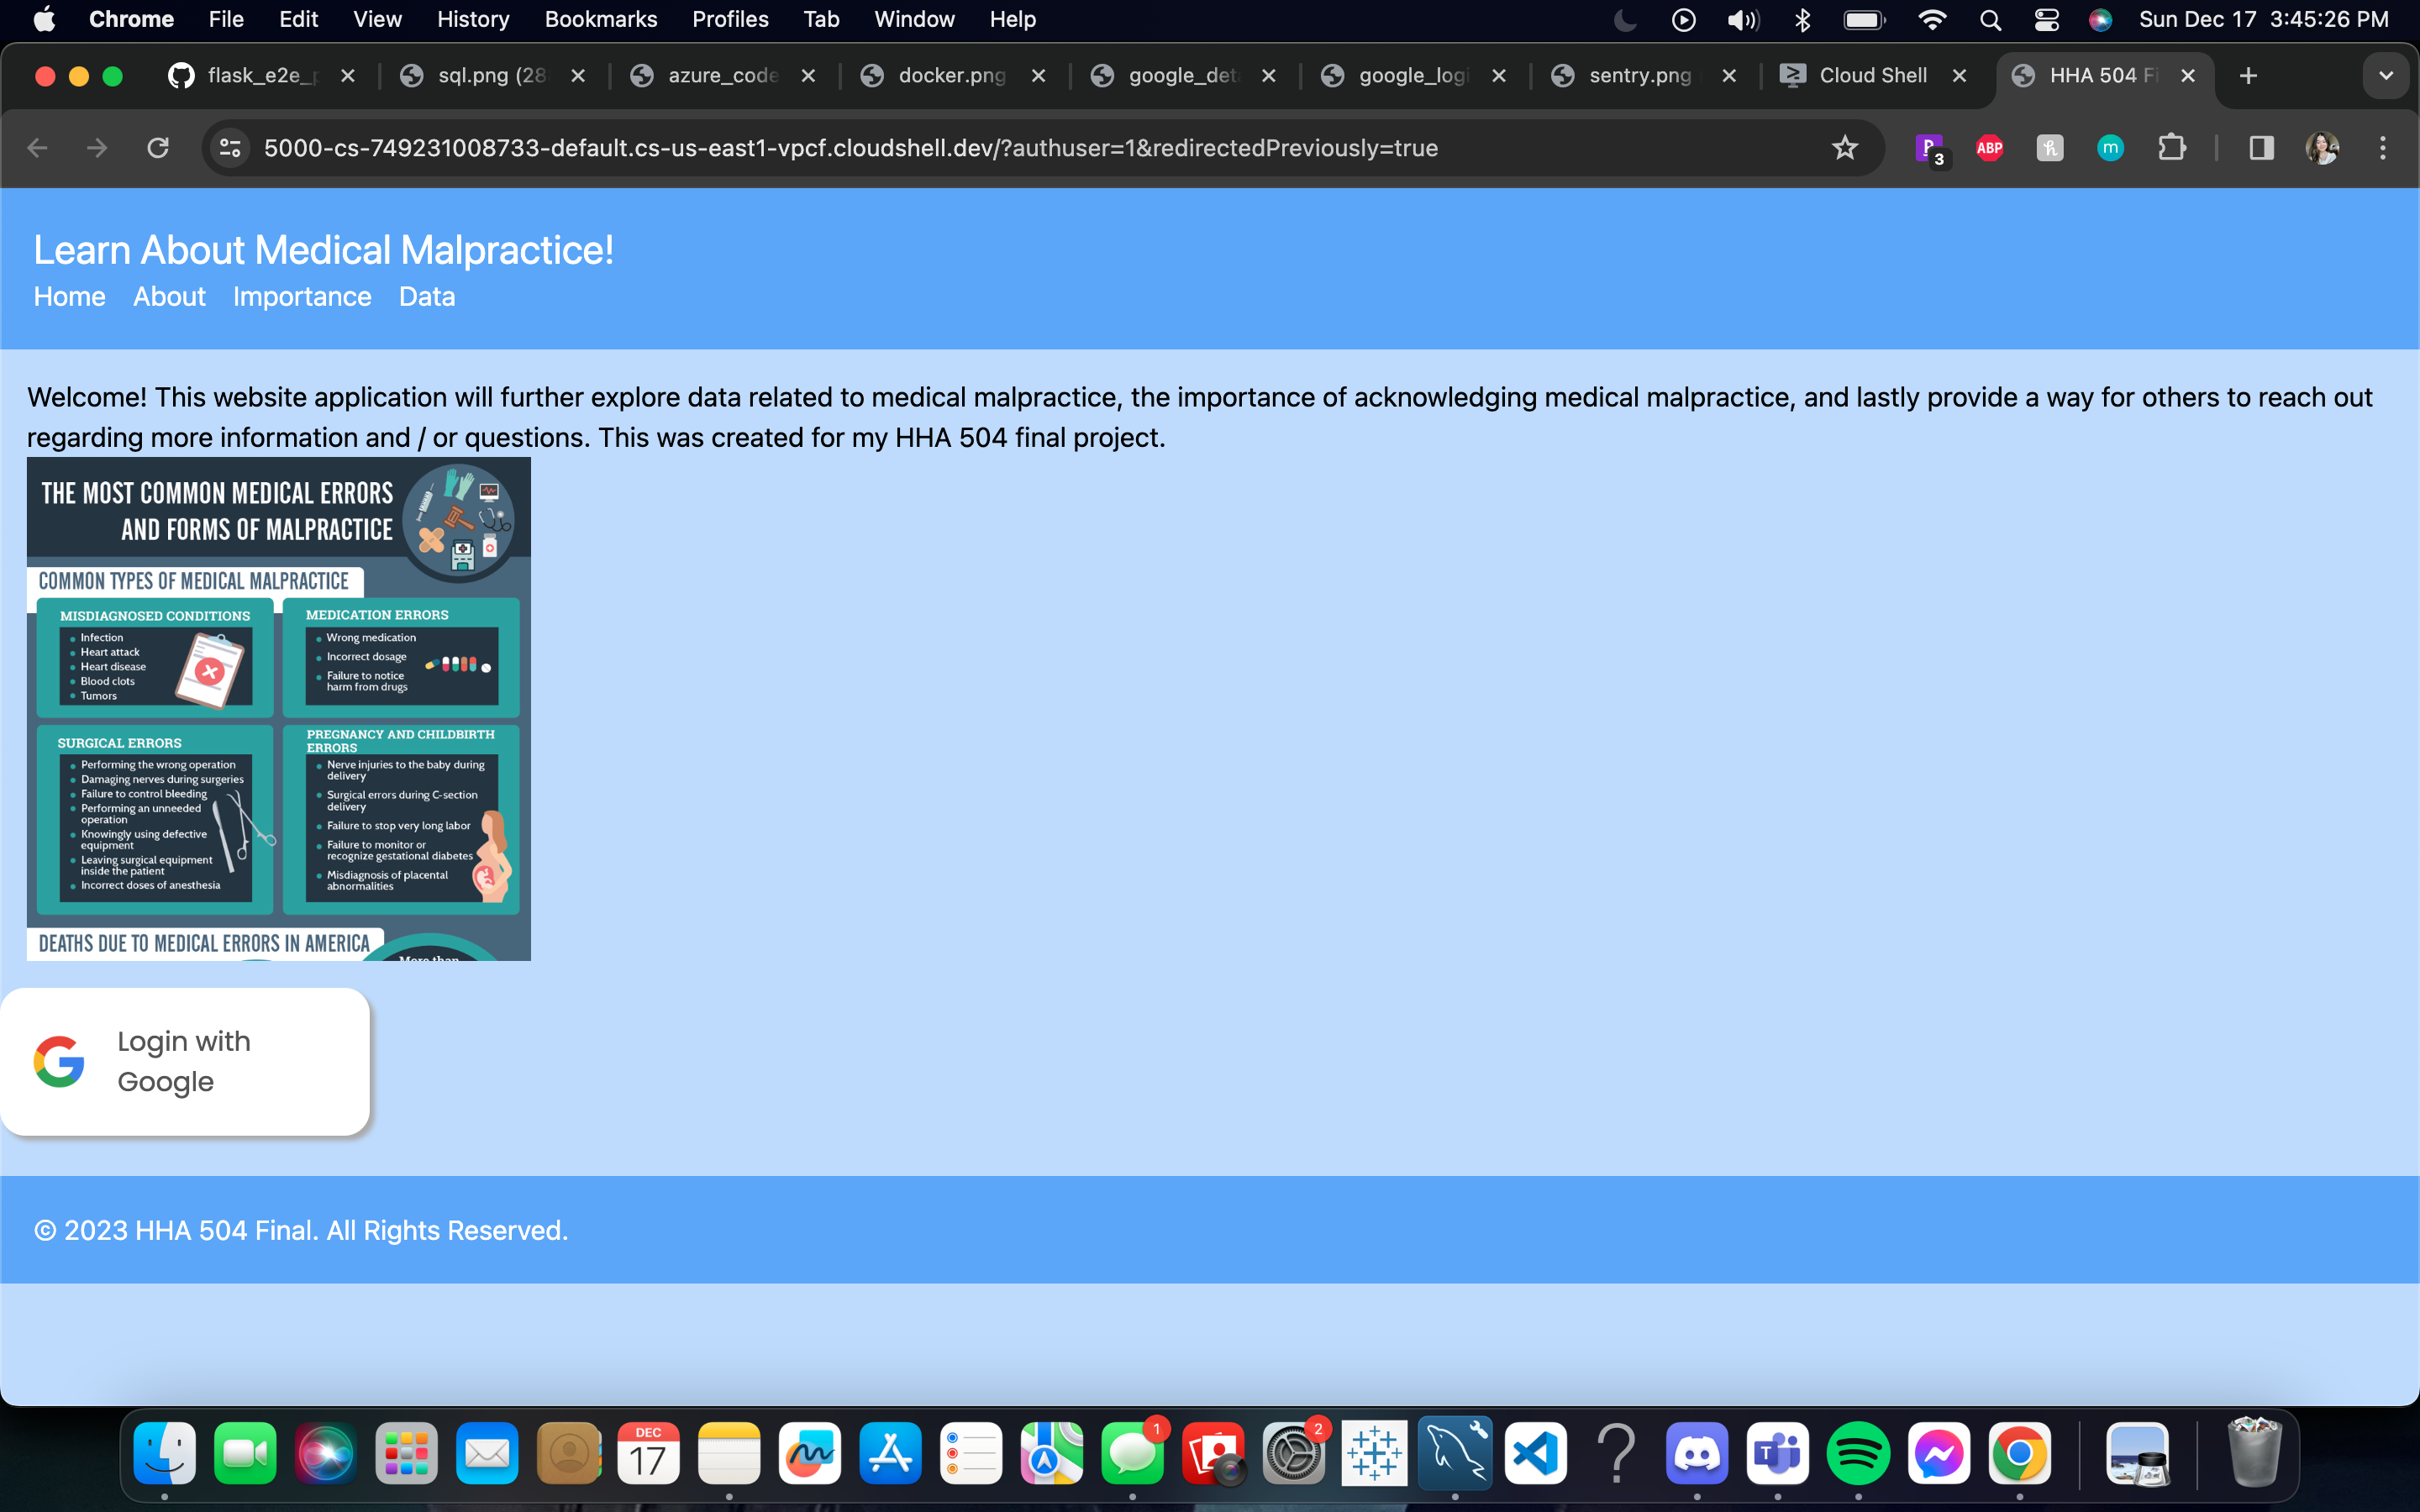 Chrome File Edit View History Bookmarks Profiles Tab Window Help Sun Dec 17 3:45:26 PM
flask_e2e_p sql.png (28 azure_code docker.png google_det google_logi sentry.png Cloud Shell HHA 504 Fi
5000-cs-749231008733-default.cs-us-east1-vpcf.cloudshell.dev/?authuser=1&redirectedPreviously=true 3 ABP h m
Learn About Medical Malpractice!
Home About Importance Data
Welcome! This website application will further explore data related to medical malpractice, the importance of acknowledging medical malpractice, and lastly provide a way for others to reach out
regarding more information and / or questions. This was created for my HHA 504 final project.
THE MOST COMMON MEDICAL ERRORS
AND FORMS OF MALPRACTICE
COMMON TYPES OF MEDICAL MALPRACTICE
MISDIAGNOSED CONDITIONS
Infection
Heart attack
Heart disease
Blood clots
Tumors
MEDICATION ERRORS
Wrong medication
Incorrect dosage
Failure to notice
harm from drugs
SURGICAL ERRORS
Performing the wrong operation
Damaging nerves during surgeries
Failure to control bleeding
Performing an unneeded
operation
Knowingly using defective
equipment
Leaving surgical equipment
inside the patient
Incorrect doses of anesthesia
PREGNANCY AND CHILDBIRTH
ERRORS
Nerve injuries to the baby during
delivery
Surgical errors during C-section
delivery
Failure to stop very long labor
Failure to monitor or
recognize gestational diabetes
Misdiagnosis of placental
abnormalities
DEATHS DUE TO MEDICAL ERRORS IN AMERICA
More than
Login with
Google
© 2023 HHA 504 Final. All Rights Reserved.
DEC
17
1
2